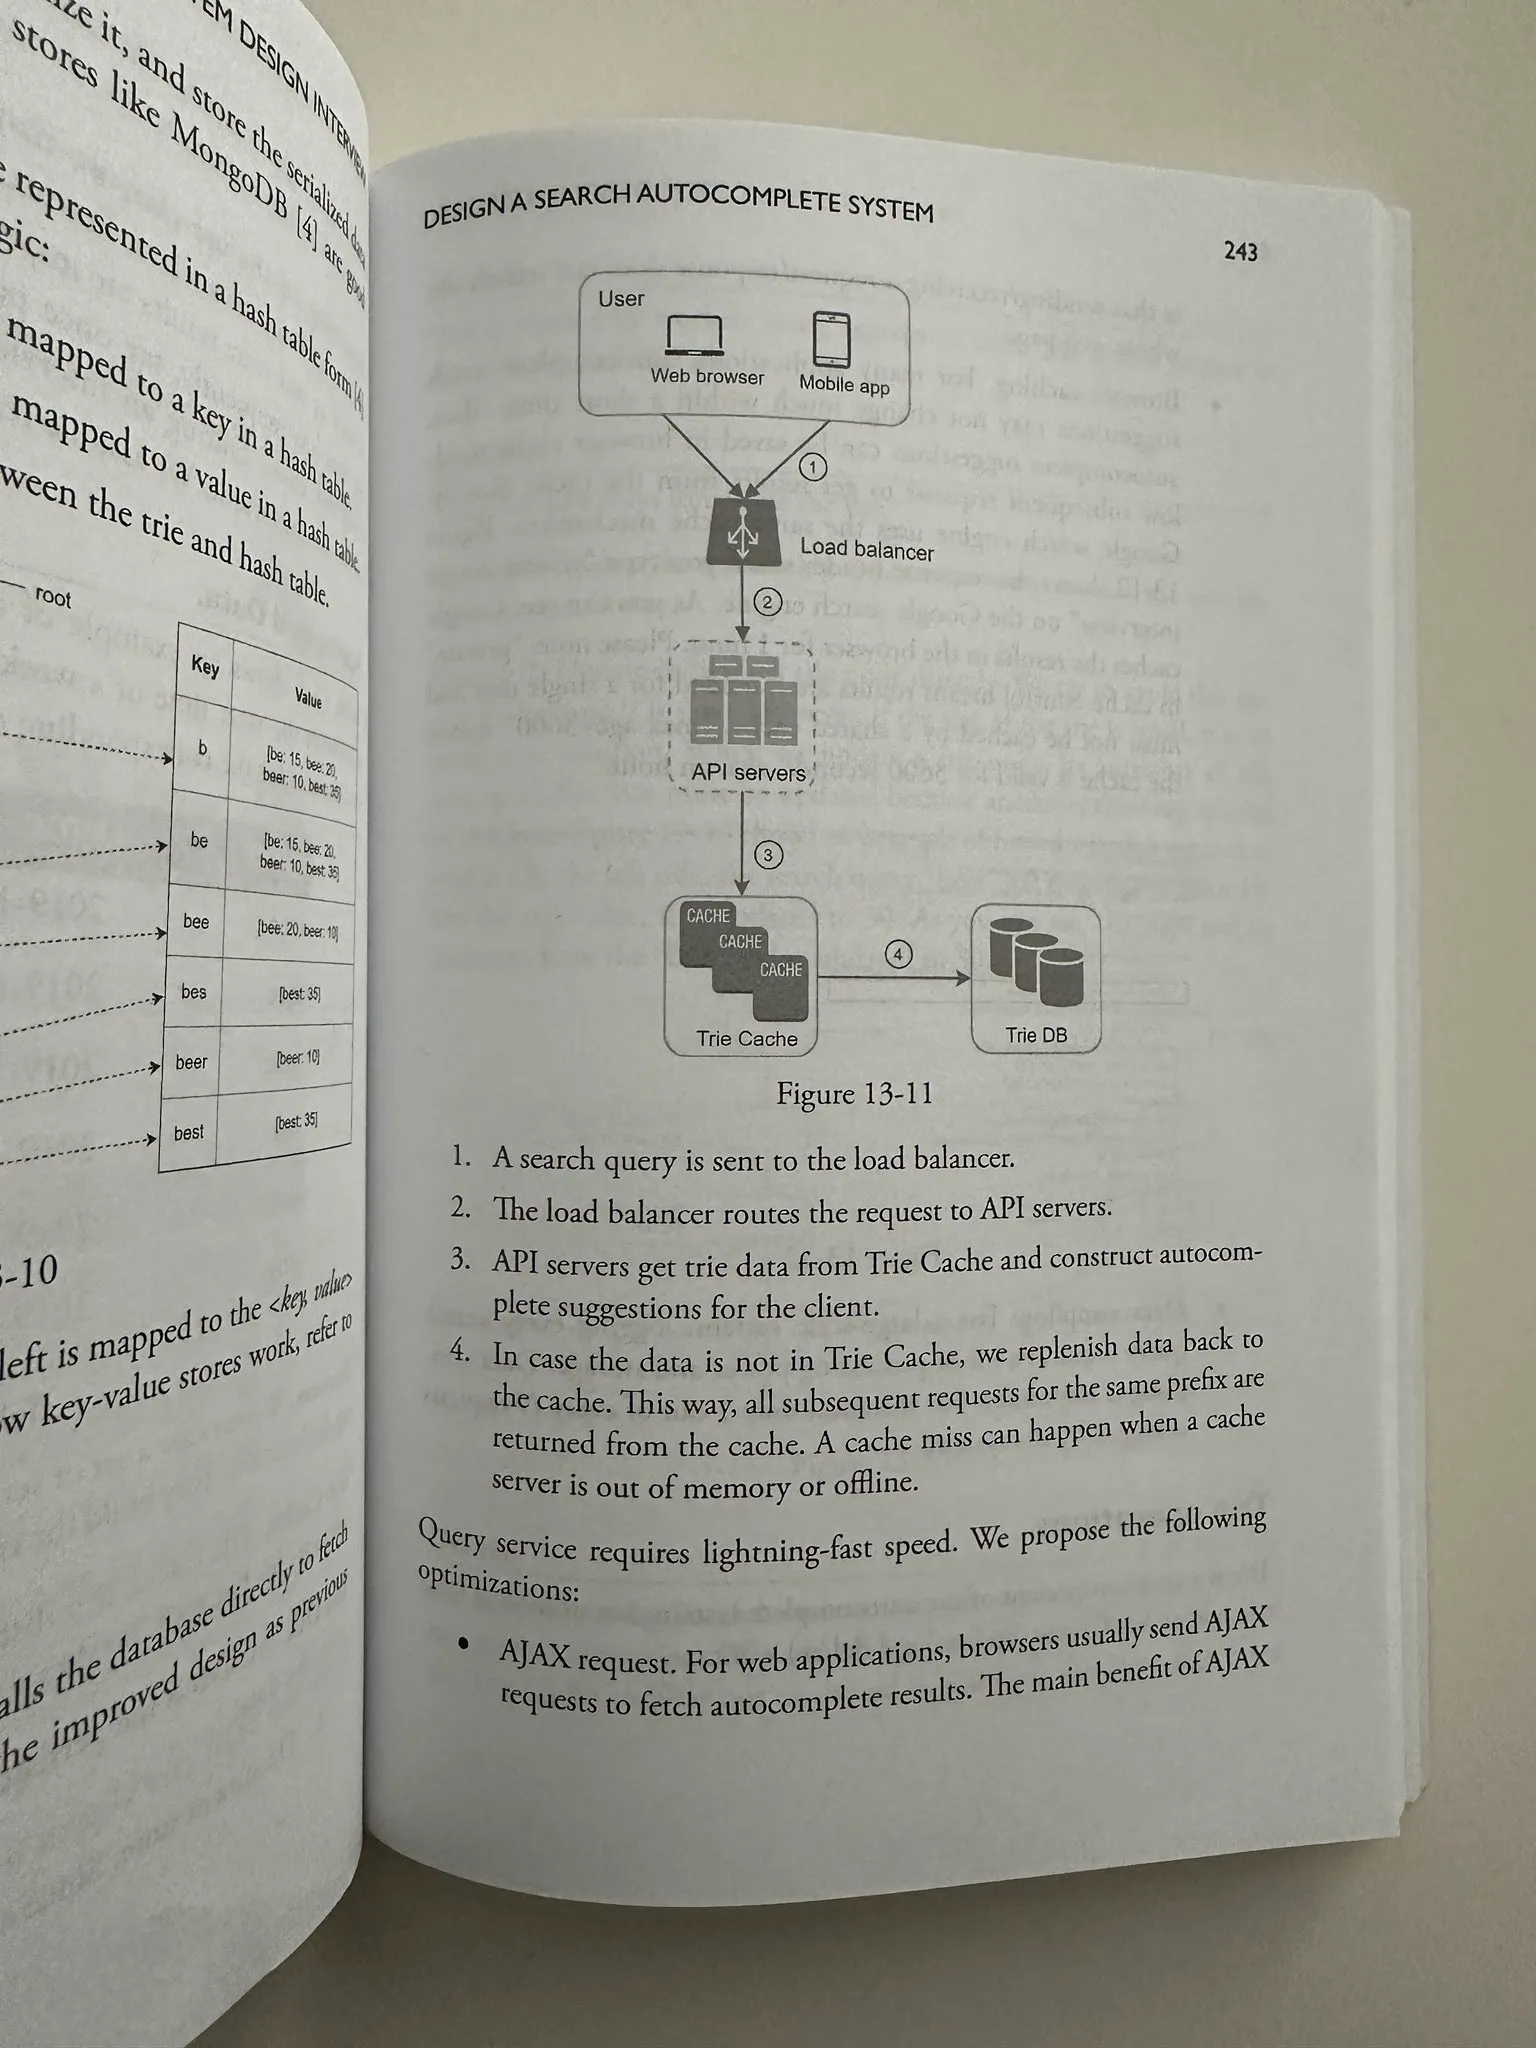 EM DESIGN INTERVIEW
ize it, and store the serialized data
stores like MongoDB [4] are good
represented in a hash table form [4]
gic:
mapped to a key in a hash table.
mapped to a value in a hash table.
ween the trie and hash table.
root
Key Value
b [be: 15, bee: 20,
beer: 10, best: 35]
be [be: 15, bee: 20,
beer: 10, best: 35]
bee [bee: 20, beer: 10]
bes [best: 35]
beer [beer: 10]
best [best: 35]
-10
left is mapped to the <key, value>
ow key-value stores work, refer to
alls the database directly to fetch
he improved design as previous
DESIGN A SEARCH AUTOCOMPLETE SYSTEM
243
User
Web browser Mobile app
1
Load balancer
2
API servers
3
CACHE
CACHE
CACHE
4
Trie Cache Trie DB
Figure 13-11
1. A search query is sent to the load balancer.
2. The load balancer routes the request to API servers.
3. API servers get trie data from Trie Cache and construct autocom-
plete suggestions for the client.
4. In case the data is not in Trie Cache, we replenish data back to
the cache. This way, all subsequent requests for the same prefix are
returned from the cache. A cache miss can happen when a cache
server is out of memory or offline.
Query service requires lightning-fast speed. We propose the following
optimizations:
• AJAX request. For web applications, browsers usually send AJAX
requests to fetch autocomplete results. The main benefit of AJAX